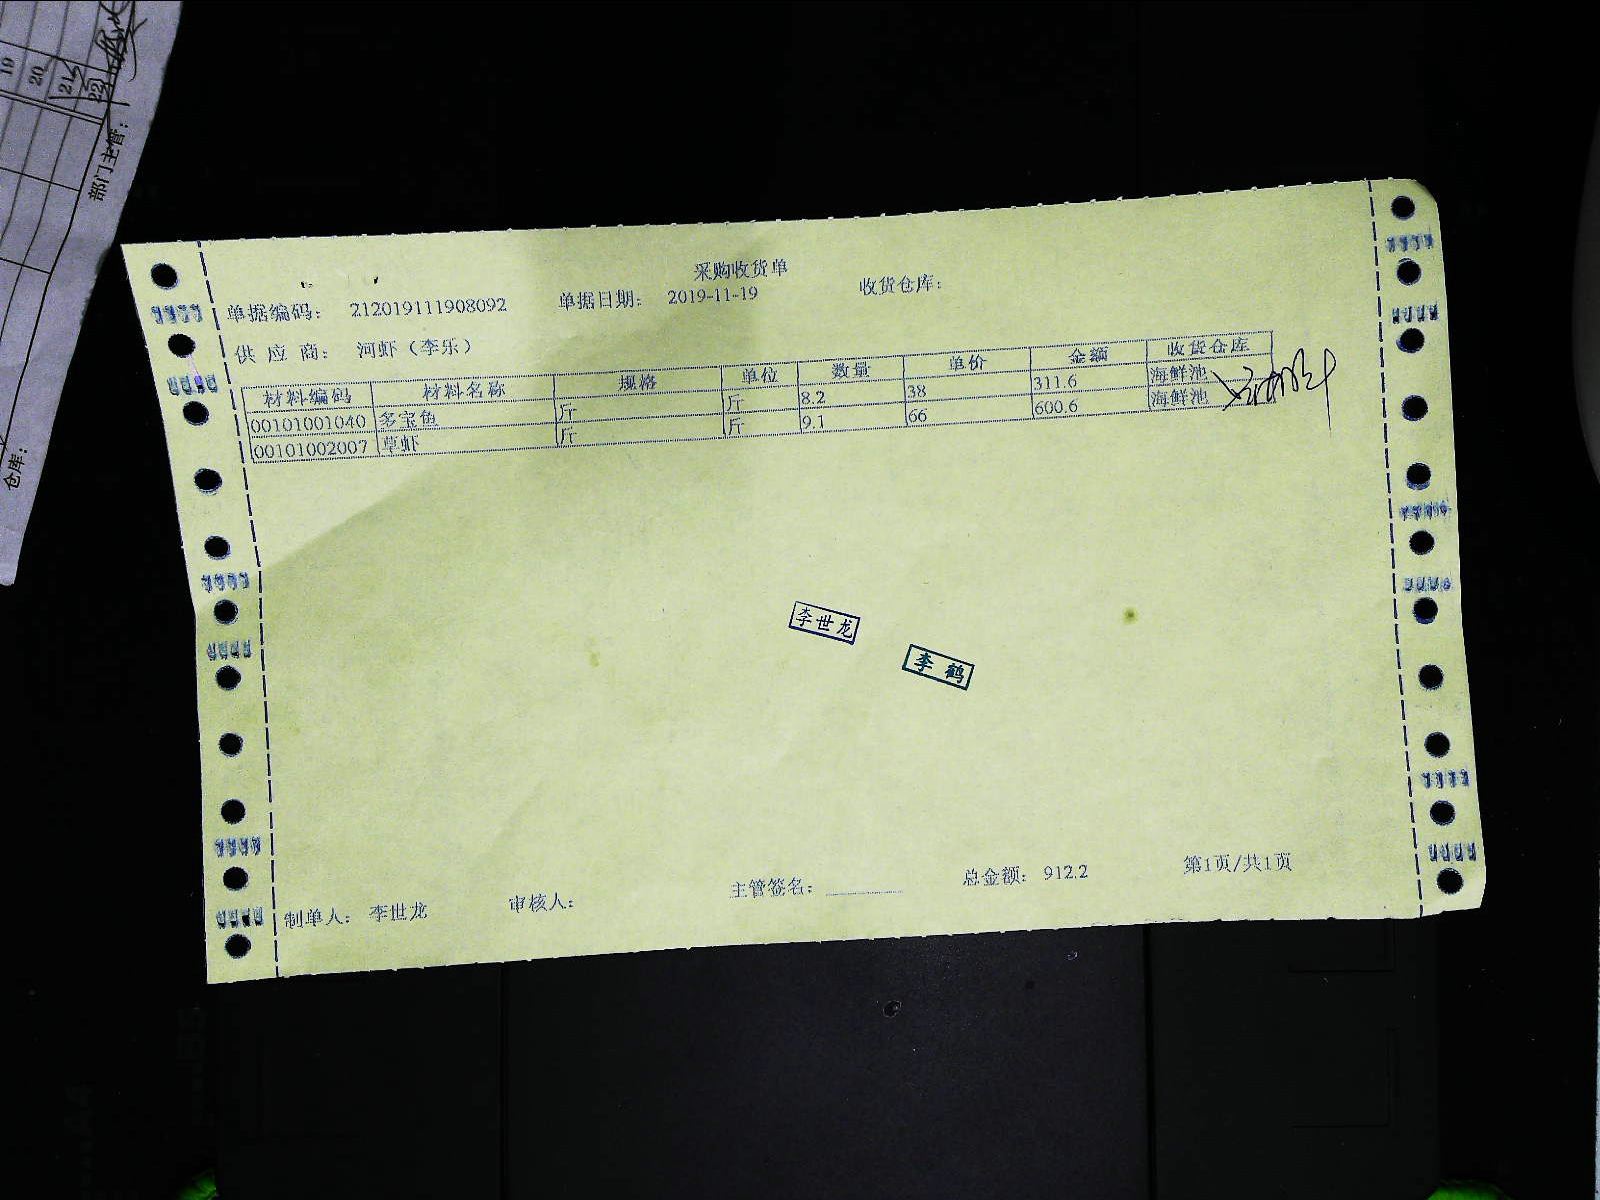 19
20
21
22
部门主管:
仓库:
采购收货单
单据编码: 212019111908092 单据日期: 2019-11-19 收货仓库:
供 应 商: 河虾(李乐)
材料编码 材料名称 规格 单位 数量 单价 金额 收货仓库
00101001040 多宝鱼 斤 斤 8.2 38 311.6 海鲜池
00101002007 草虾 斤 斤 9.1 66 600.6 海鲜池
李世龙
李鹤
制单人: 李世龙 审核人: 主管签名: 总金额: 912.2 第1页/共1页